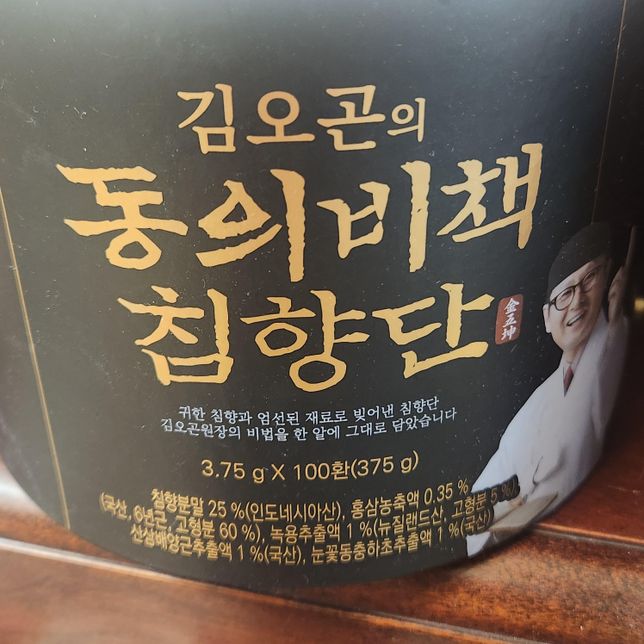 김오곤의
동의비책
침향단
金五坤
귀한 침향과 엄선된 재료로 빚어낸 침향단
김오곤원장의 비법을 한 알에 그대로 담았습니다
3.75 g X 100환(375 g)
침향분말 25 %(인도네시아산), 홍삼농축액 0.35 %
(국산, 6년근, 고형분 60 %), 녹용추출액 1 %(뉴질랜드산, 고형분 5 %),
산삼배양근추출액 1 %(국산), 눈꽃동충하초추출액 1 %(국산)